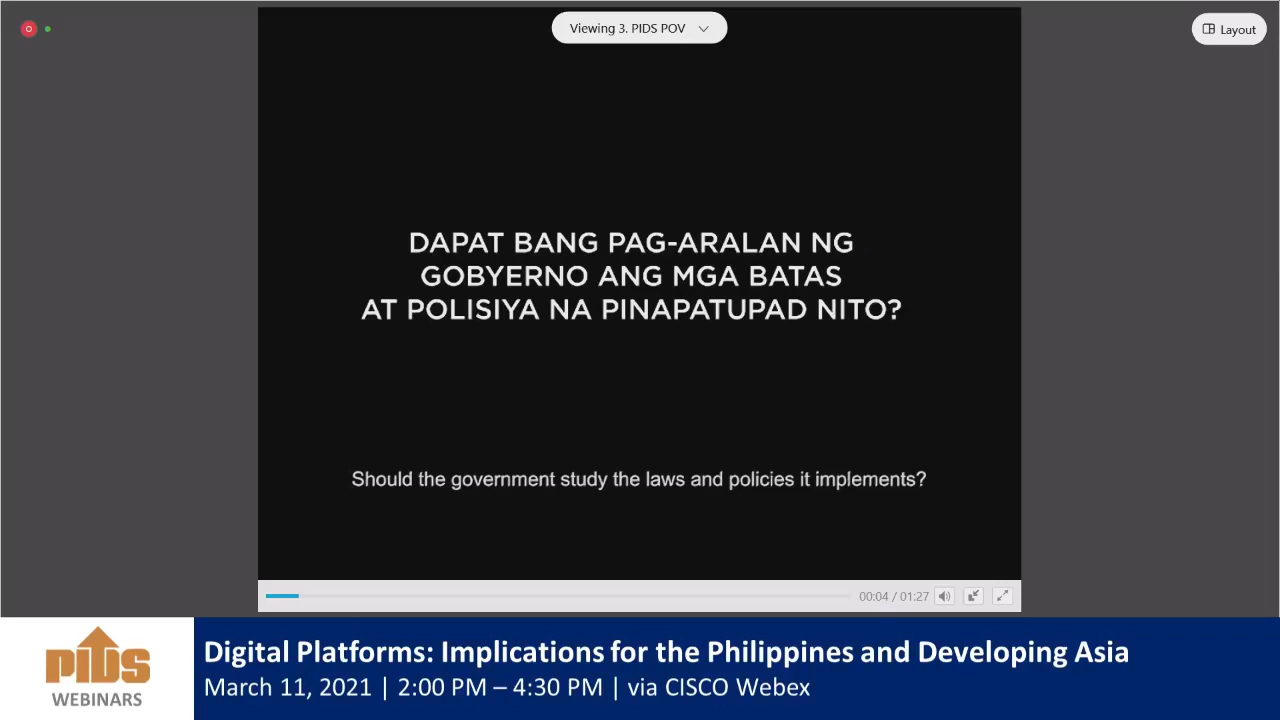 Viewing 3. PIDS POV
Layout
DAPAT BANG PAG-ARALAN NG
GOBYERNO ANG MGA BATAS
AT POLISIYA NA PINAPATUPAD NITO?
Should the government study the laws and policies it implements?
00:04 / 01:27
PIDS
WEBINARS
Digital Platforms: Implications for the Philippines and Developing Asia
March 11, 2021 | 2:00 PM – 4:30 PM | via CISCO Webex